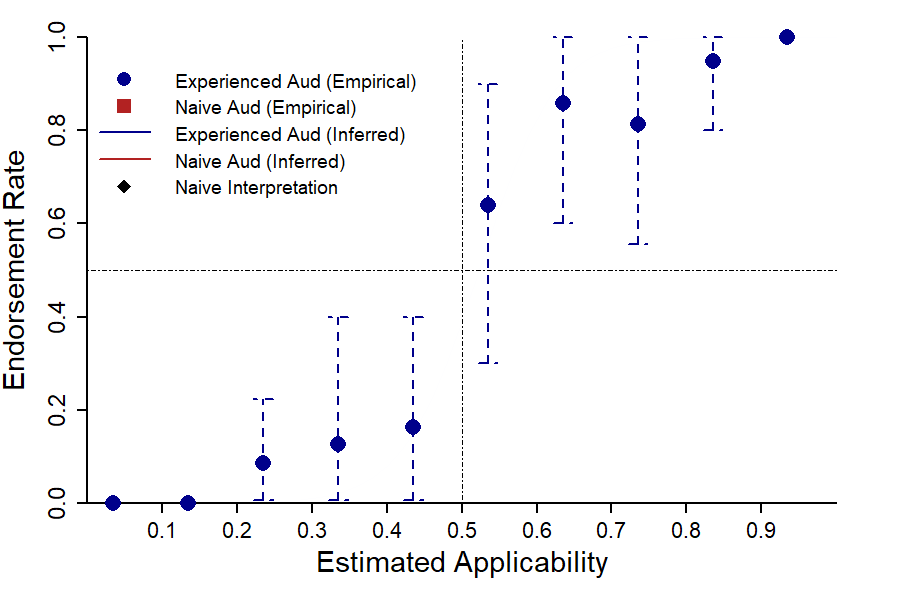 1.0
0.8
0.6
0.4
0.2
0.0
Endorsement Rate
Experienced Aud (Empirical)
Naive Aud (Empirical)
Experienced Aud (Inferred)
Naive Aud (Inferred)
Naive Interpretation
0.1 0.2 0.3 0.4 0.5 0.6 0.7 0.8 0.9
Estimated Applicability